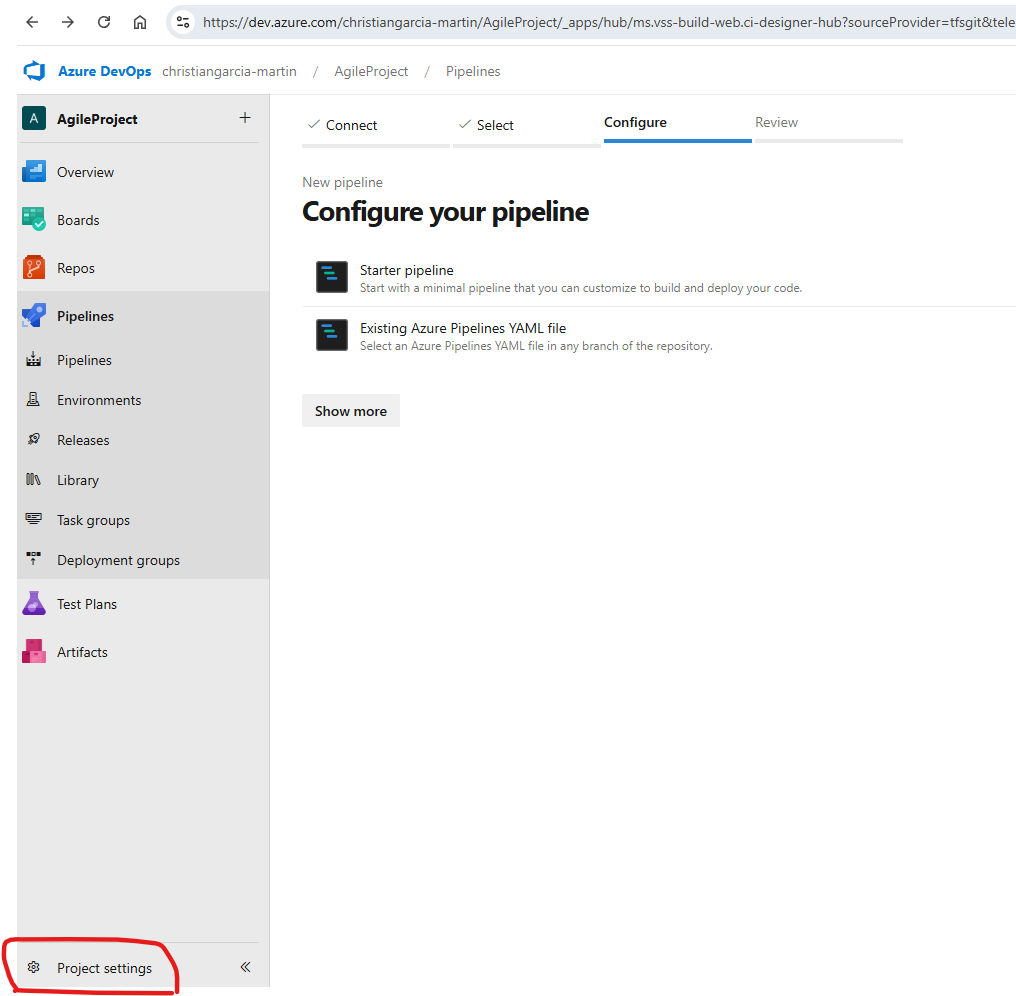 https://dev.azure.com/christiangarcia-martin/AgileProject/_apps/hub/ms.vss-build-web.ci-designer-hub?sourceProvider=tfsgit&tele
Azure DevOps christiangarcia-martin / AgileProject / Pipelines
A AgileProject +
Overview
Boards
Repos
Pipelines
Pipelines
Environments
Releases
Library
Task groups
Deployment groups
Test Plans
Artifacts
Project settings
Connect Select Configure Review
New pipeline
Configure your pipeline
Starter pipeline
Start with a minimal pipeline that you can customize to build and deploy your code.
Existing Azure Pipelines YAML file
Select an Azure Pipelines YAML file in any branch of the repository.
Show more